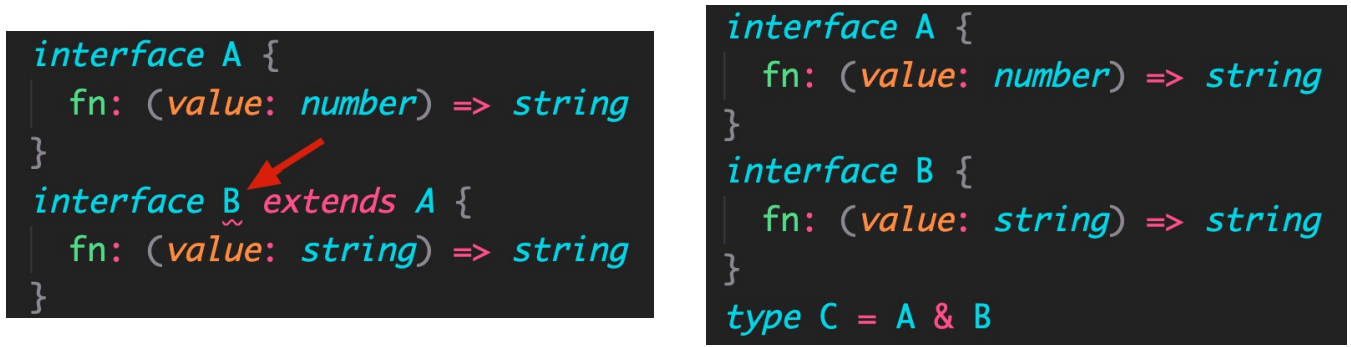 interface A {
  fn: (value: number) => string
}
interface B extends A {
  fn: (value: string) => string
}
interface A {
  fn: (value: number) => string
}
interface B {
  fn: (value: string) => string
}
type C = A & B